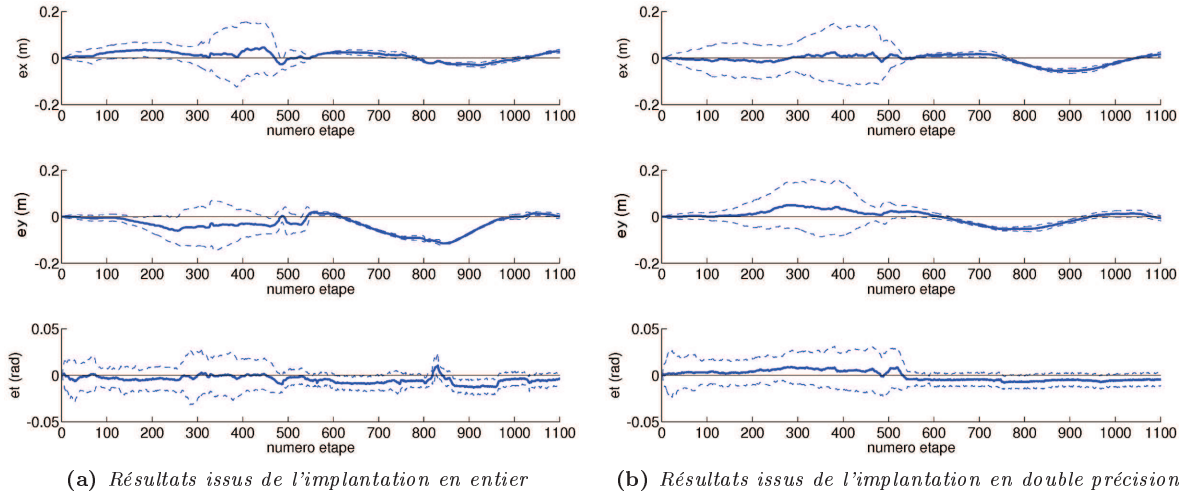 0.2
ex (m)
0
-0.2
0 100 200 300 400 500 600 700 800 900 1000 1100
numero etape
0.2
ey (m)
0
-0.2
0 100 200 300 400 500 600 700 800 900 1000 1100
numero etape
0.05
et (rad)
0
-0.05
0 100 200 300 400 500 600 700 800 900 1000 1100
numero etape
(a) Résultats issus de l'implantation en entier
0.2
ex (m)
0
-0.2
0 100 200 300 400 500 600 700 800 900 1000 1100
numero etape
0.2
ey (m)
0
-0.2
0 100 200 300 400 500 600 700 800 900 1000 1100
numero etape
0.05
et (rad)
0
-0.05
0 100 200 300 400 500 600 700 800 900 1000 1100
numero etape
(b) Résultats issus de l'implantation en double précision